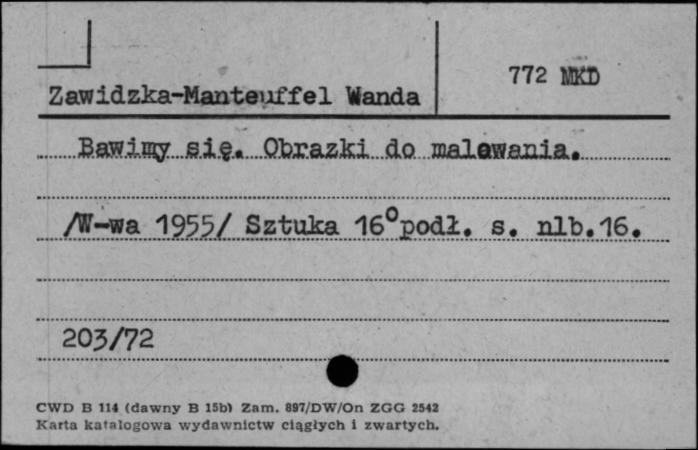 772 MKD
Zawidzka-Manteuffel Wanda
Bawimy się. Obrazki do malowania.
/W-wa 1955/ Sztuka 16° podł. s. nlb.16.
203/72
CWD B 114 (dawny B 15b) Zam. 897/DW/On ZGG 2542
Karta katalogowa wydawnictw ciągłych i zwartych.